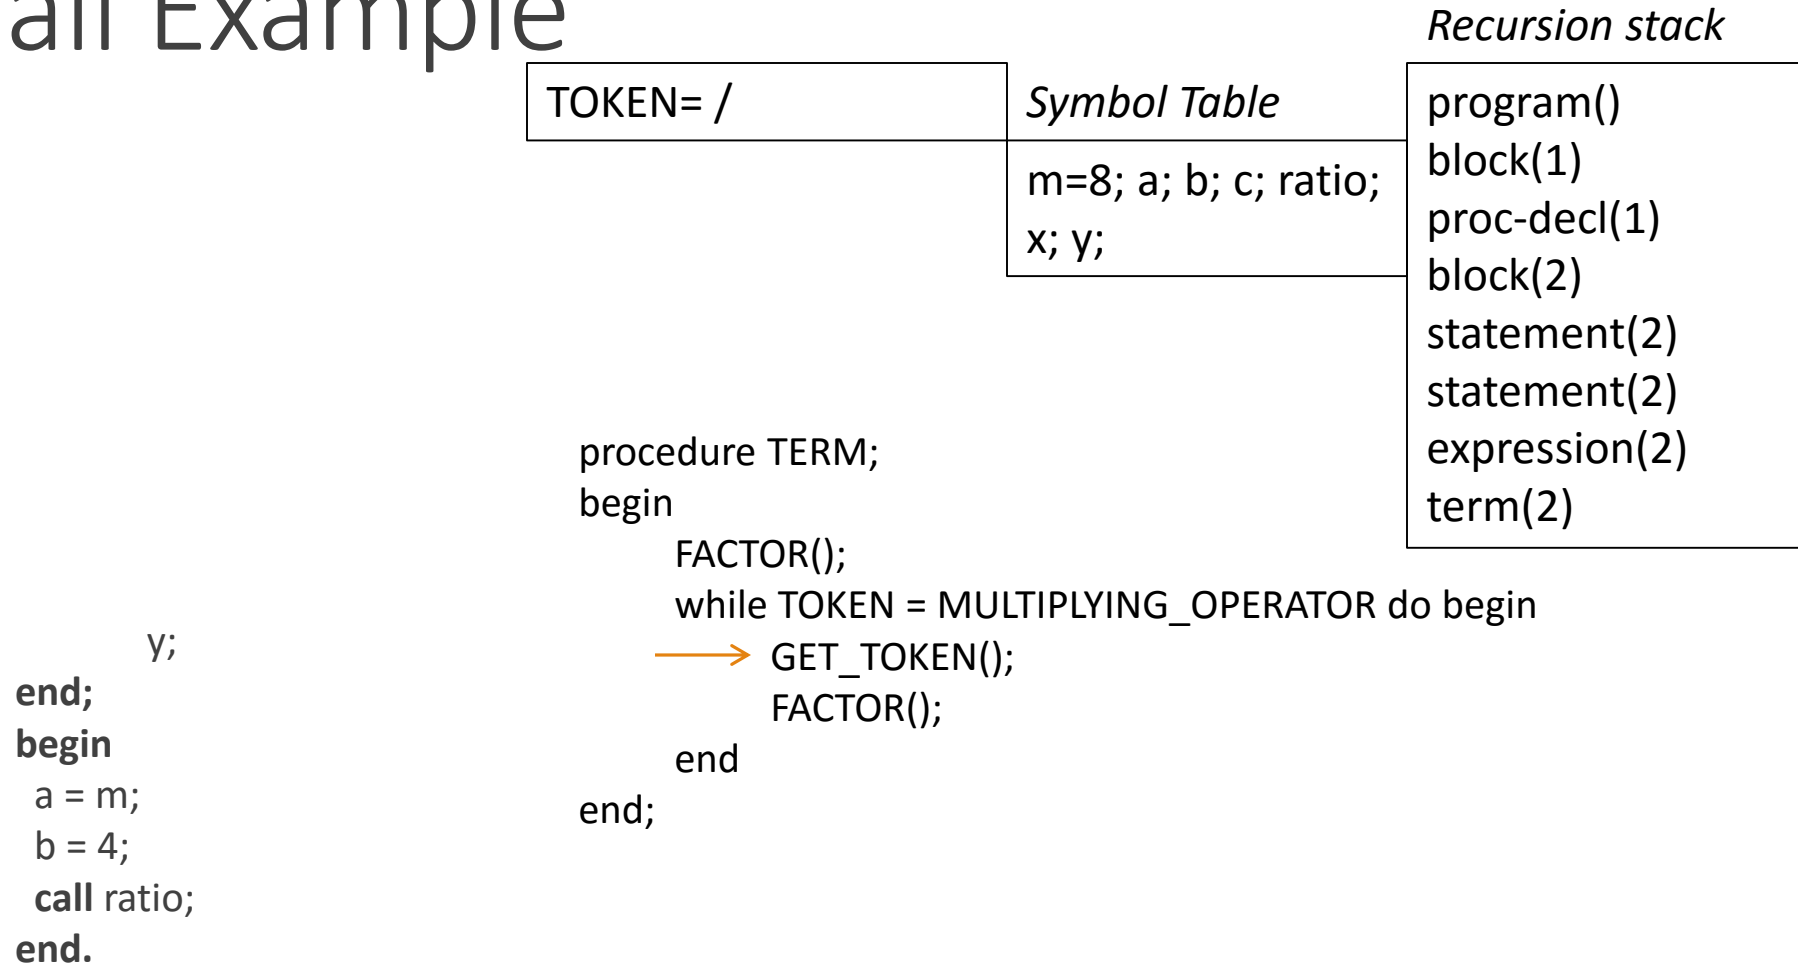 all Example
Recursion stack
TOKEN= /
Symbol Table
m=8; a; b; c; ratio;
x; y;
program()
block(1)
proc-decl(1)
block(2)
statement(2)
statement(2)
expression(2)
term(2)
procedure TERM;
begin
FACTOR();
while TOKEN = MULTIPLYING_OPERATOR do begin
GET_TOKEN();
FACTOR();
end
end;
y;
end;
begin
a = m;
b = 4;
call ratio;
end.